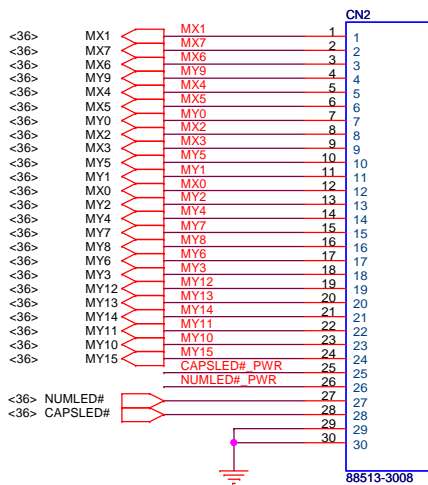 CN2
<36> MX1 MX1 1 1
<36> MX7 MX7 2 2
<36> MX6 MX6 3 3
<36> MY9 MY9 4 4
<36> MX4 MX4 5 5
<36> MX5 MX5 6 6
<36> MY0 MY0 7 7
<36> MX2 MX2 8 8
<36> MX3 MX3 9 9
<36> MY5 MY5 10 10
<36> MY1 MY1 11 11
<36> MX0 MX0 12 12
<36> MY2 MY2 13 13
<36> MY4 MY4 14 14
<36> MY7 MY7 15 15
<36> MY8 MY8 16 16
<36> MY6 MY6 17 17
<36> MY3 MY3 18 18
<36> MY12 MY12 19 19
<36> MY13 MY13 20 20
<36> MY14 MY14 21 21
<36> MY11 MY11 22 22
<36> MY10 MY10 23 23
<36> MY15 MY15 24 24
CAPSLED#_PWR 25 25
NUMLED#_PWR 26 26
<36> NUMLED# 27 27
<36> CAPSLED# 28 28
29 29
30 30
88513-3008